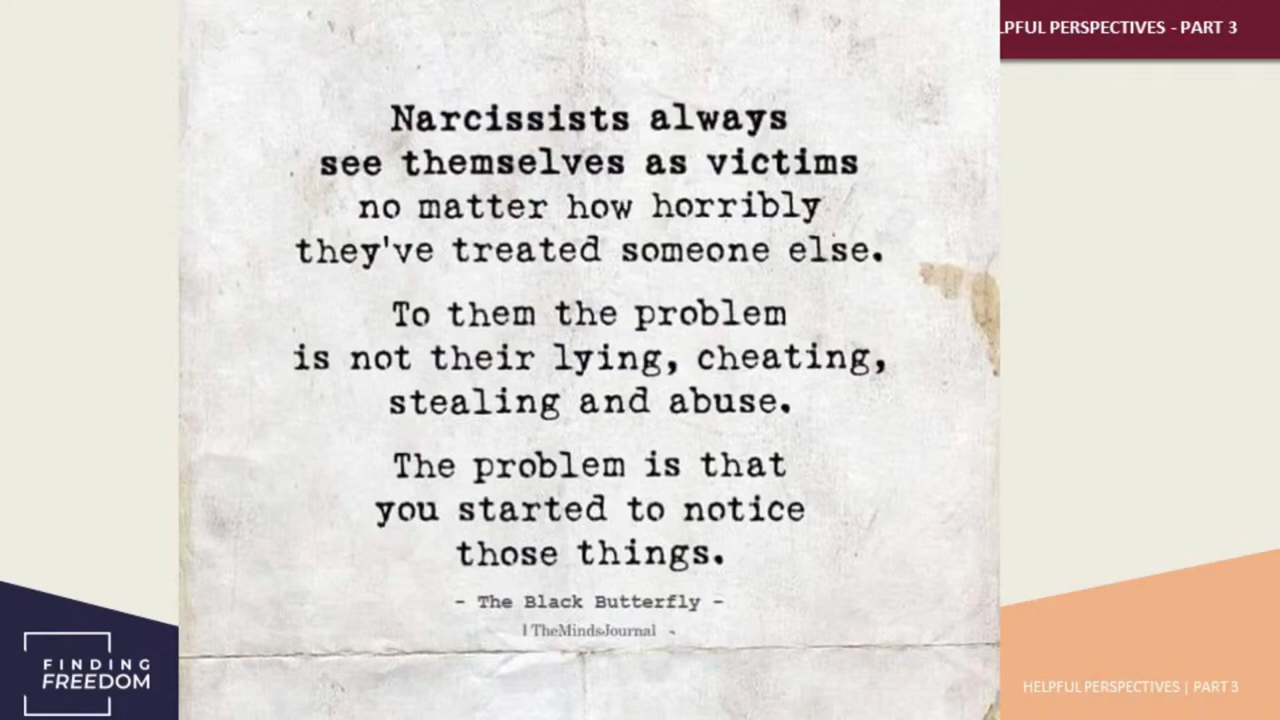 LPFUL PERSPECTIVES - PART 3
Narcissists always
see themselves as victims
no matter how horribly
they've treated someone else.
To them the problem
is not their lying, cheating,
stealing and abuse.
The problem is that
you started to notice
those things.
- The Black Butterfly -
| TheMindsJournal -
FINDING
FREEDOM
HELPFUL PERSPECTIVES | PART 3